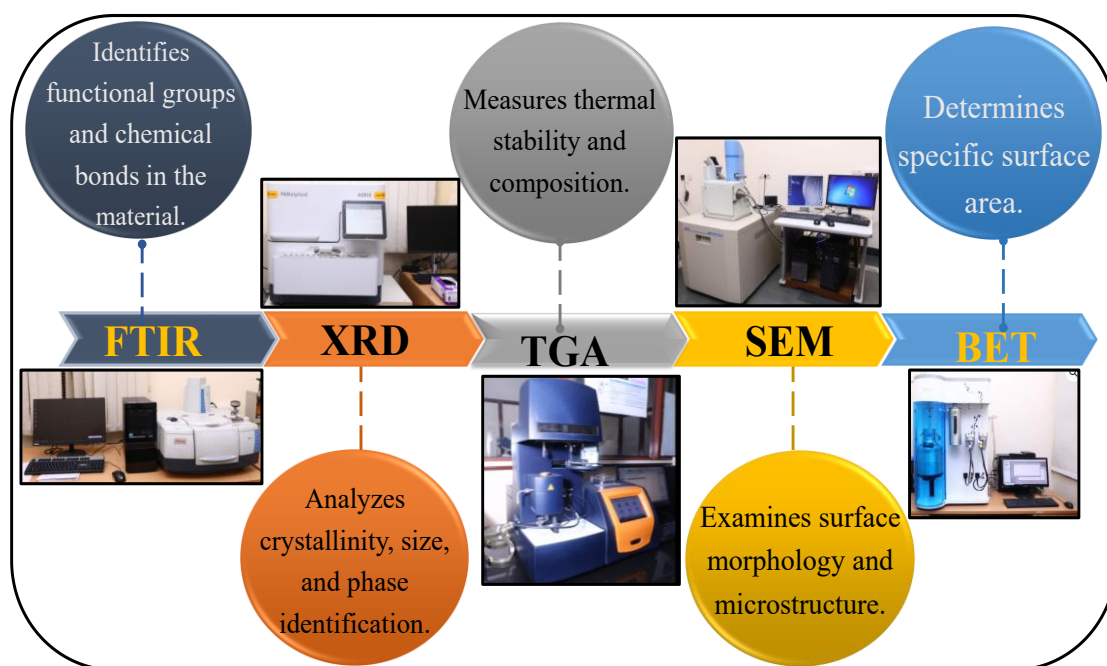 Identifies
functional groups
and chemical
bonds in the
material.
Measures thermal
stability and
composition.
Determines
specific surface
area.
FTIR
XRD
TGA
SEM
BET
Analyzes
crystallinity, size,
and phase
identification.
Examines surface
morphology and
microstructure.